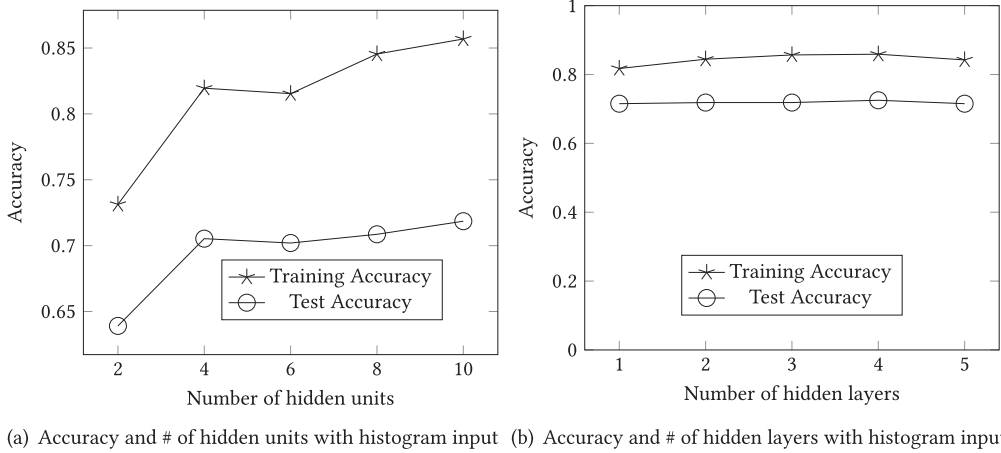 0.85
0.8
0.75
0.7
0.65
Accuracy
2 4 6 8 10
Number of hidden units
Training Accuracy
Test Accuracy
(a) Accuracy and # of hidden units with histogram input
1
0.8
0.6
0.4
0.2
0
Accuracy
1 2 3 4 5
Number of hidden layers
Training Accuracy
Test Accuracy
(b) Accuracy and # of hidden layers with histogram input